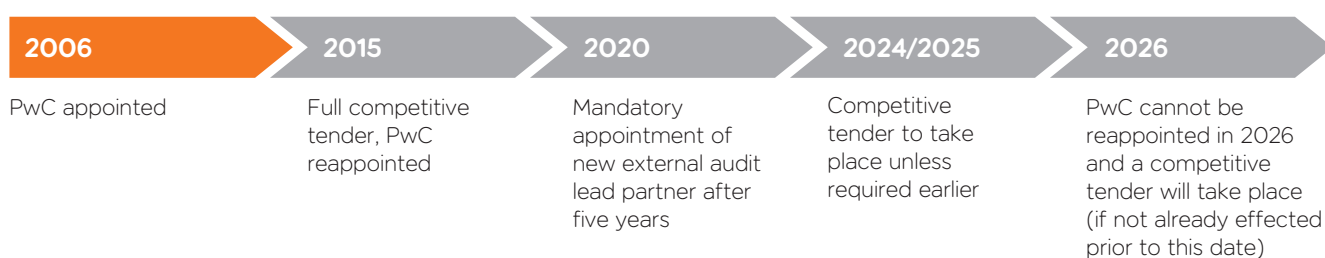 2006
PwC appointed
2015
Full competitive
tender, PwC
reappointed
2020
Mandatory
appointment of
new external audit
lead partner after
five years
2024/2025
Competitive
tender to take
place unless
required earlier
2026
PwC cannot be
reappointed in 2026
and a competitive
tender will take place
(if not already effected
prior to this date)